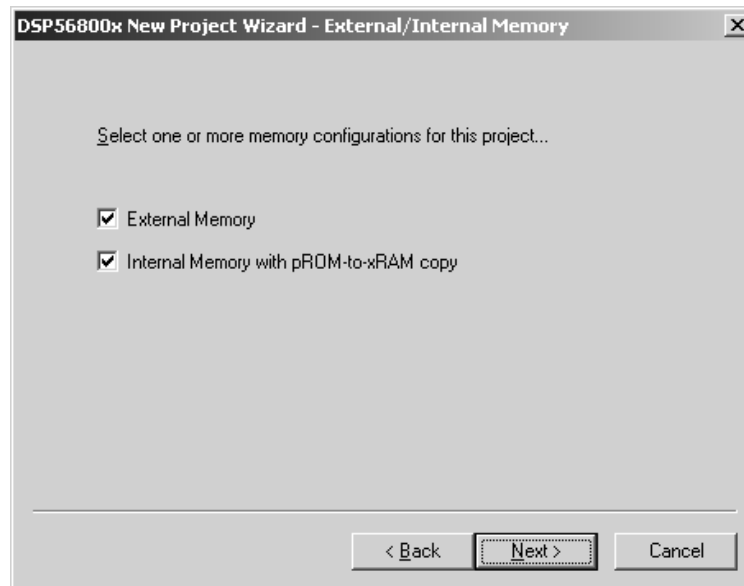 DSP56800x New Project Wizard - External/Internal Memory
Select one or more memory configurations for this project...
External Memory
Internal Memory with pROM-to-xRAM copy
< Back Next > Cancel